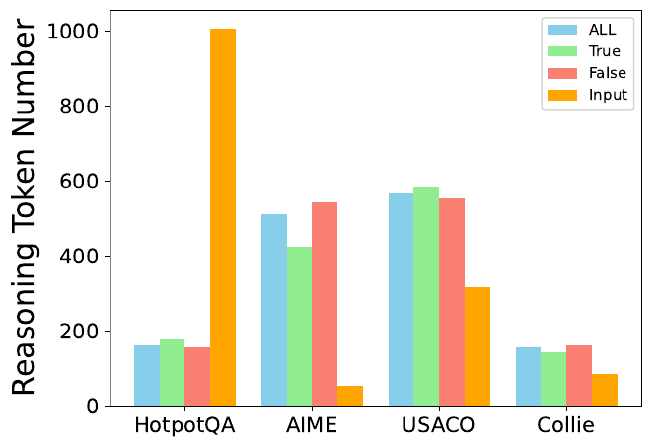 Reasoning Token Number
1000
800
600
400
200
0
ALL
True
False
Input
HotpotQA AIME USACO Collie